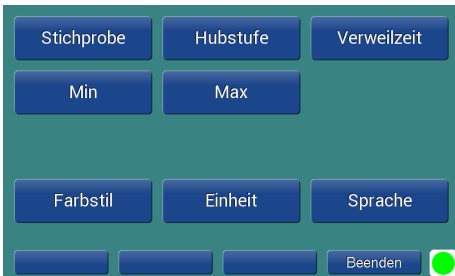 Stichprobe Hubstufe Verweilzeit
Min Max
Farbstil Einheit Sprache
Beenden